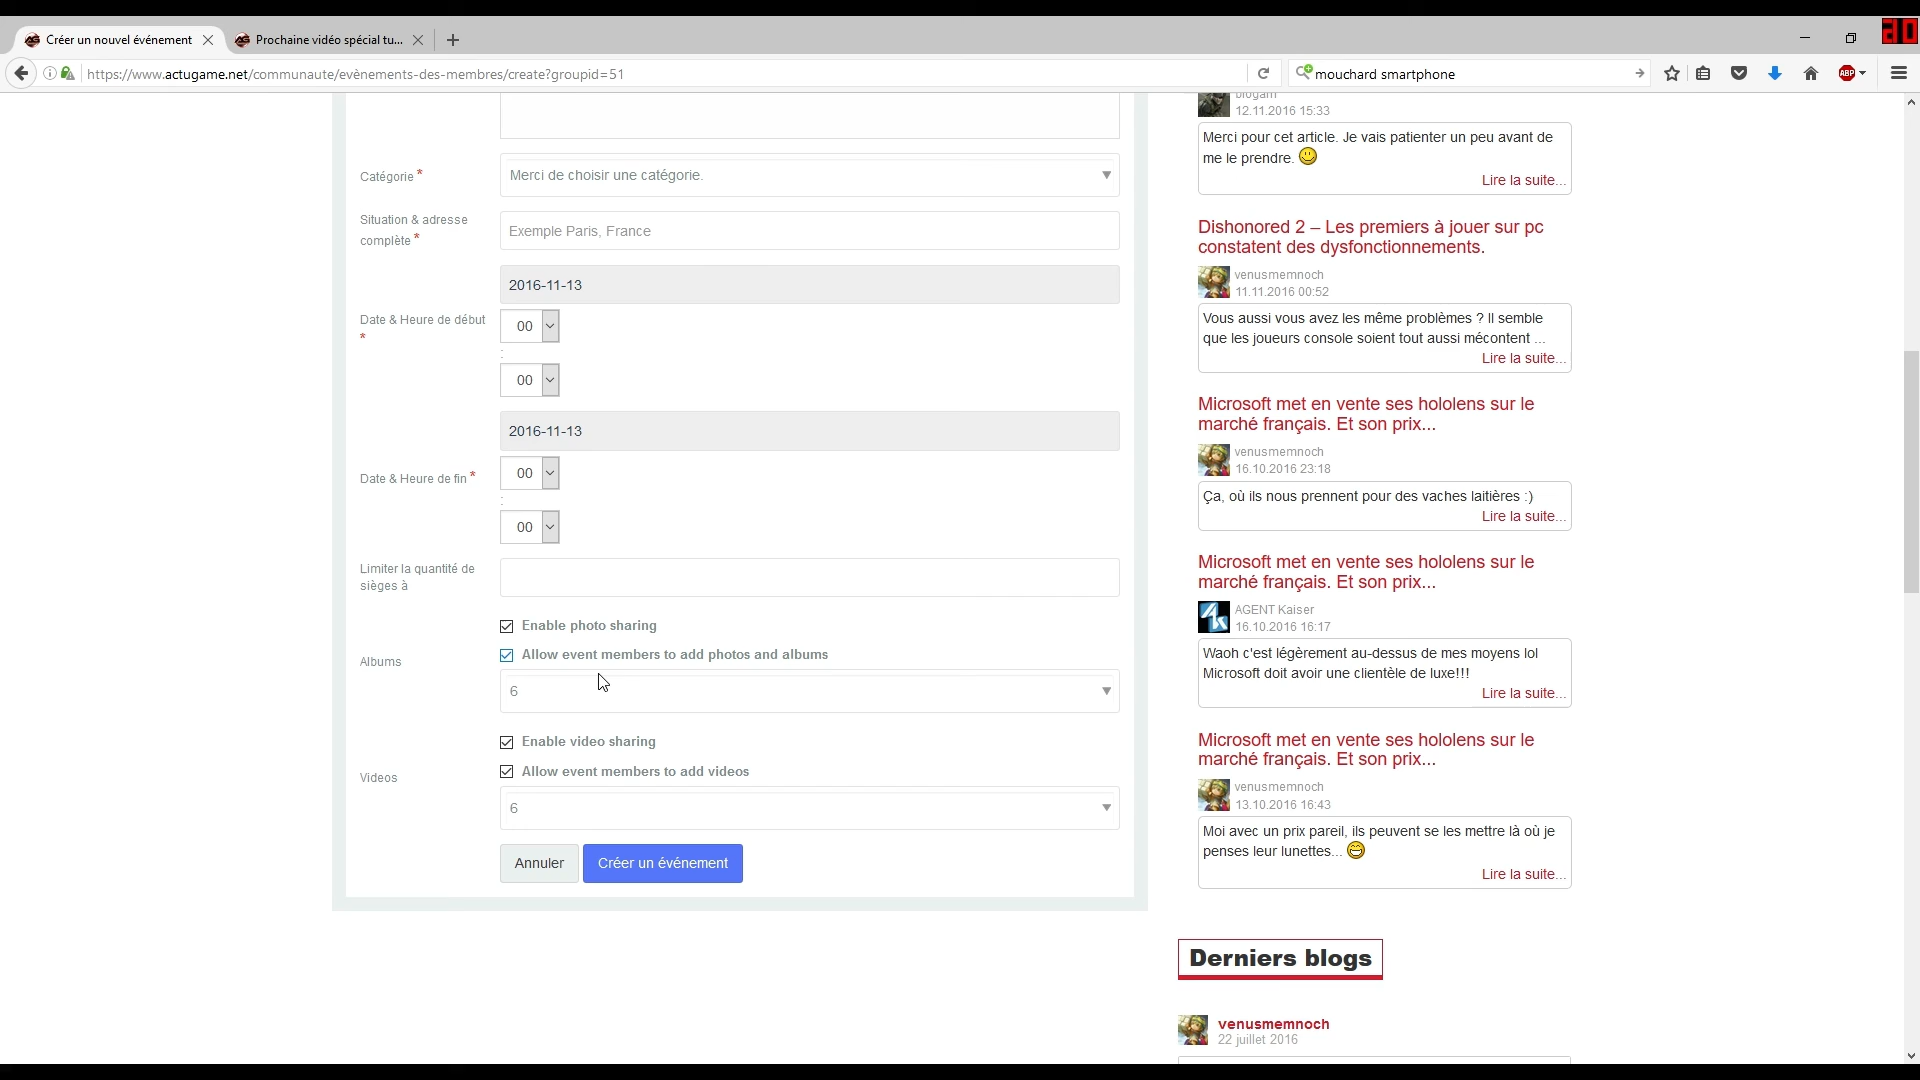 Créer un nouvel événement
Prochaine vidéo spécial tu...
https://www.actugame.net/communaute/evènements-des-membres/create?groupid=51
mouchard smartphone
ABP
Catégorie *
Merci de choisir une catégorie.
Situation & adresse
complète *
Exemple Paris, France
2016-11-13
Date & Heure de début
*
00
:
00
2016-11-13
Date & Heure de fin *
00
:
00
Limiter la quantité de
sièges à
Albums
Enable photo sharing
Allow event members to add photos and albums
6
Videos
Enable video sharing
Allow event members to add videos
6
Annuler
Créer un événement
12.11.2016 15:33
Merci pour cet article. Je vais patienter un peu avant de
me le prendre.
Lire la suite...
Dishonored 2 – Les premiers à jouer sur pc
constatent des dysfonctionnements.
venusmemnoch
11.11.2016 00:52
Vous aussi vous avez les même problèmes ? Il semble
que les joueurs console soient tout aussi mécontent ...
Lire la suite...
Microsoft met en vente ses hololens sur le
marché français. Et son prix...
venusmemnoch
16.10.2016 23:18
Ça, où ils nous prennent pour des vaches laitières :)
Lire la suite...
Microsoft met en vente ses hololens sur le
marché français. Et son prix...
AGENT Kaiser
16.10.2016 16:17
Waoh c'est légèrement au-dessus de mes moyens lol
Microsoft doit avoir une clientèle de luxe!!!
Lire la suite...
Microsoft met en vente ses hololens sur le
marché français. Et son prix...
venusmemnoch
13.10.2016 16:43
Moi avec un prix pareil, ils peuvent se les mettre là où je
penses leur lunettes...
Lire la suite...
Derniers blogs
venusmemnoch
22 juillet 2016